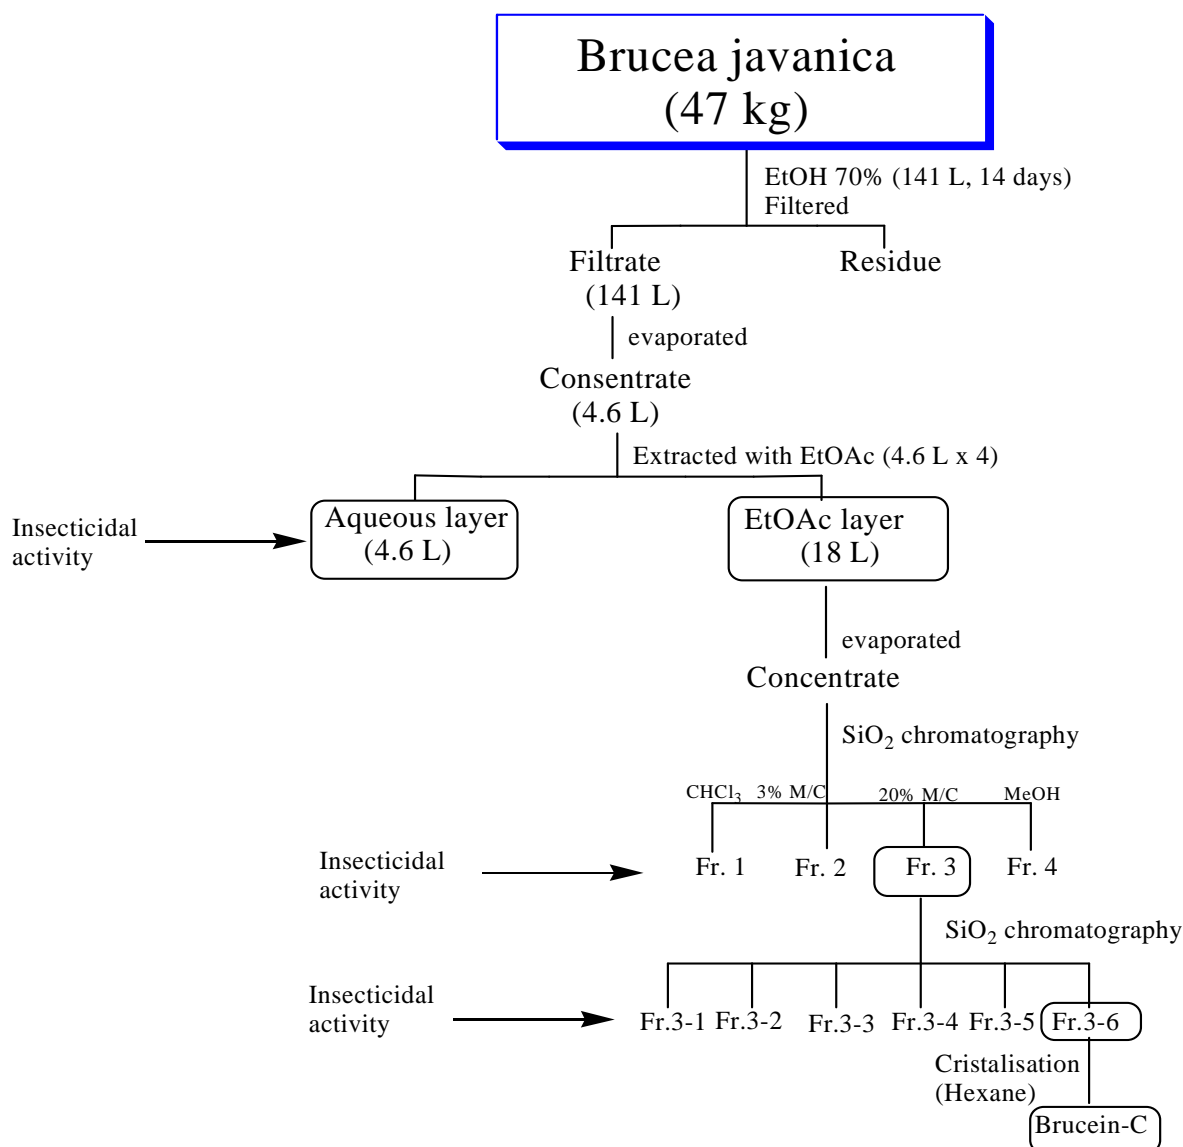 Brucea javanica
(47 kg)
EtOH 70% (141 L, 14 days)
Filtered
Filtrate
(141 L)
Residue
evaporated
Consentrate
(4.6 L)
Extracted with EtOAc (4.6 L x 4)
Insecticidal
activity
Aqueous layer
(4.6 L)
EtOAc layer
(18 L)
evaporated
Concentrate
SiO₂ chromatography
CHCl₃ 3% M/C 20% M/C MeOH
Insecticidal
activity
Fr. 1 Fr. 2 Fr. 3 Fr. 4
SiO₂ chromatography
Insecticidal
activity
Fr.3-1 Fr.3-2 Fr.3-3 Fr.3-4 Fr.3-5 Fr.3-6
Cristalisation
(Hexane)
Brucein-C